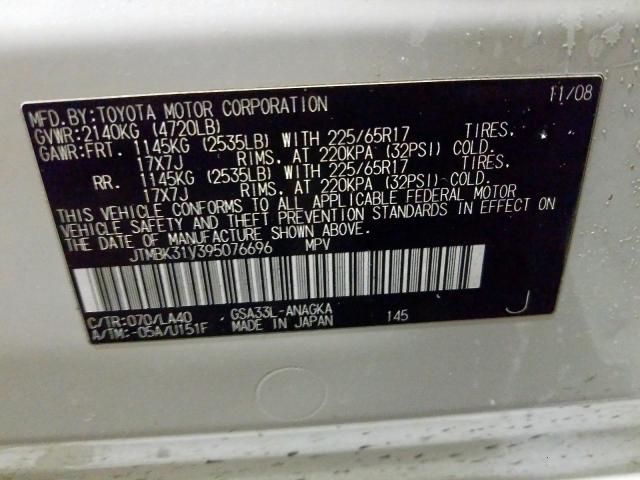 MFD.BY:TOYOTA MOTOR CORPORATION 11/08
GVWR:2140KG (4720LB)
GAWR:FRT. 1145KG (2535LB) WITH 225/65R17 TIRES,
17X7J RIMS, AT 220KPA (32PSI) COLD.
RR. 1145KG (2535LB) WITH 225/65R17 TIRES,
17X7J RIMS, AT 220KPA (32PSI) COLD.
THIS VEHICLE CONFORMS TO ALL APPLICABLE FEDERAL MOTOR
VEHICLE SAFETY AND THEFT PREVENTION STANDARDS IN EFFECT ON
THE DATE OF MANUFACTURE SHOWN ABOVE.
JTMBK31V395076696 MPV
C/TR:070/LA40 GSA33L-ANAGKA 145 J
A/TM:-05A/U151F MADE IN JAPAN